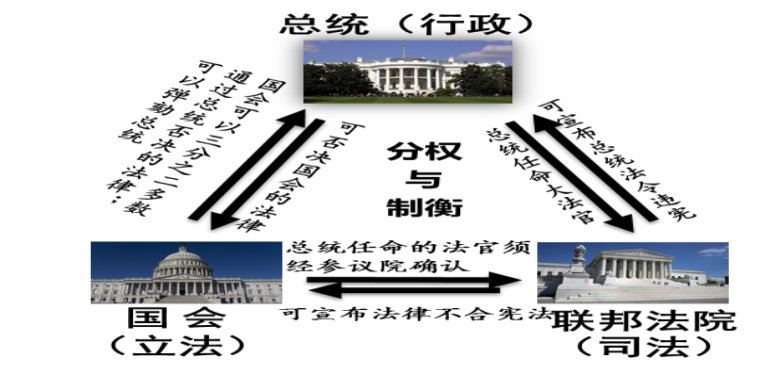 总统（行政）
国会可以三分之二多数
通过总统否决的法律；
可以弹劾总统
可否决国会的法律
分权
与
制衡
总统任命大法官
可宣布总统法令违宪
总统任命的法官须
经参议院确认
可宣布法律不合宪法
国会
（立法）
联邦法院
（司法）